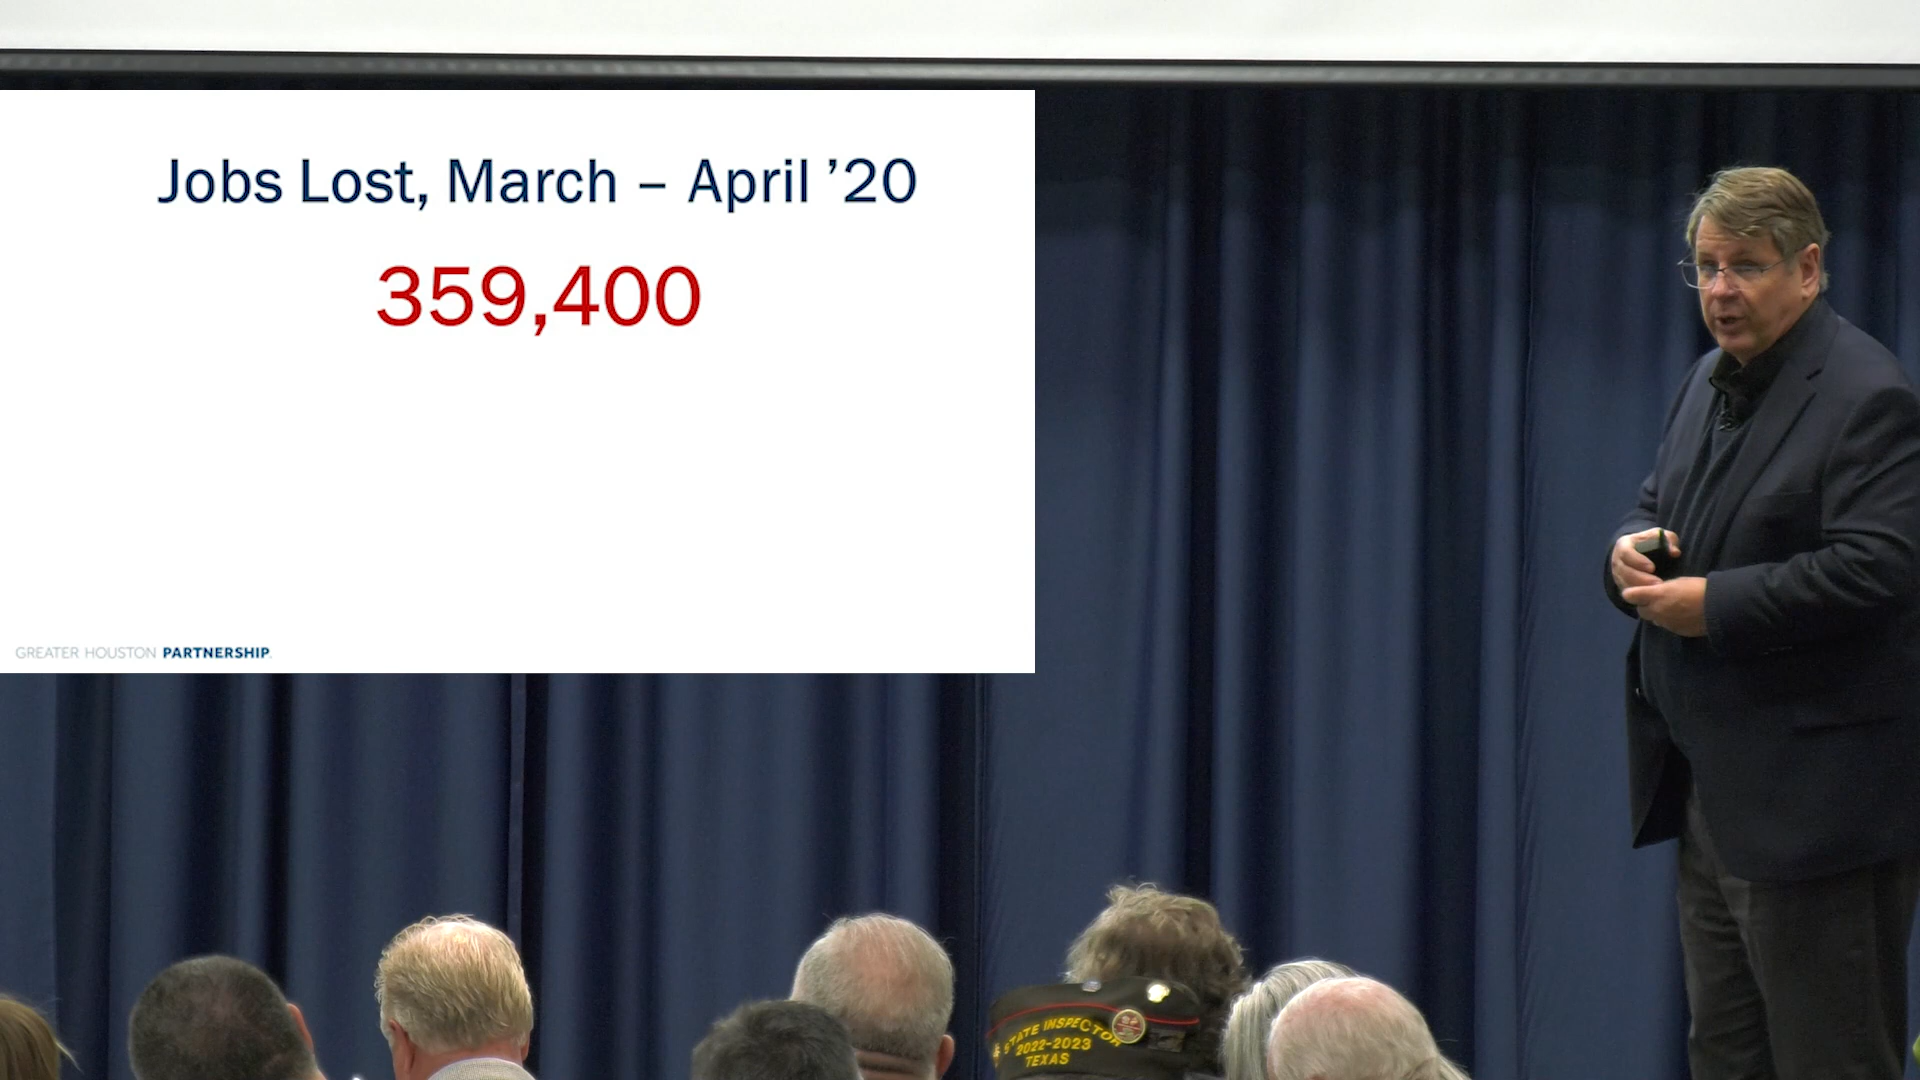 Jobs Lost, March – April ’20
359,400
GREATER HOUSTON PARTNERSHIP
STATE INSPECTOR
2022-2023
TEXAS